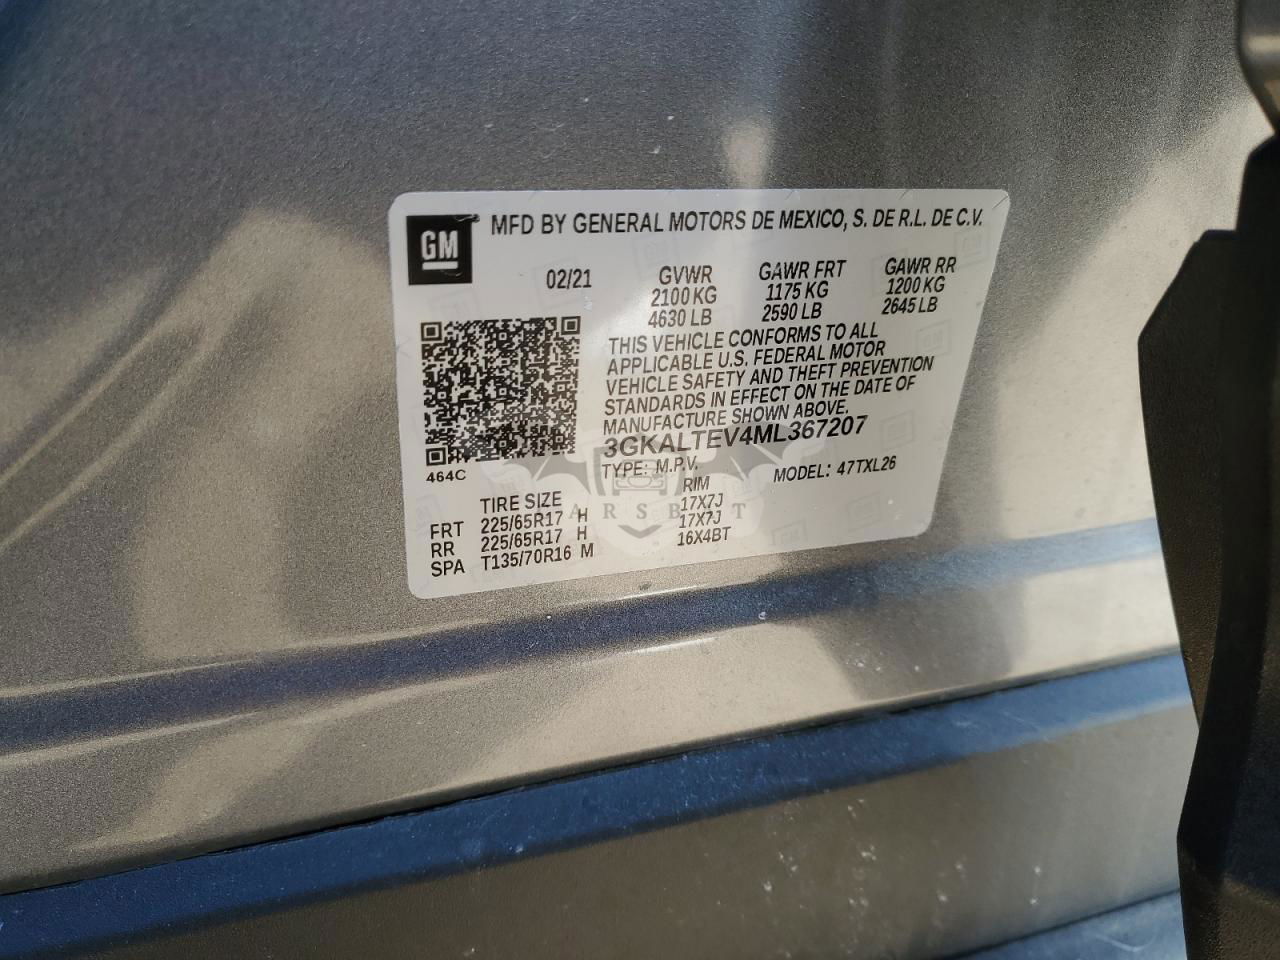 GM
MFD BY GENERAL MOTORS DE MEXICO, S. DE R.L. DE C.V.
02/21 GVWR GAWR FRT GAWR RR
2100 KG 1175 KG 1200 KG
4630 LB 2590 LB 2645 LB
THIS VEHICLE CONFORMS TO ALL
APPLICABLE U.S. FEDERAL MOTOR
VEHICLE SAFETY AND THEFT PREVENTION
STANDARDS IN EFFECT ON THE DATE OF
MANUFACTURE SHOWN ABOVE.
3GKALTEV4ML367207
464C
TYPE: M.P.V. MODEL: 47TXL26
TIRE SIZE RIM
FRT 225/65R17 H 17X7J
RR 225/65R17 H 17X7J
SPA T135/70R16 M 16X4BT